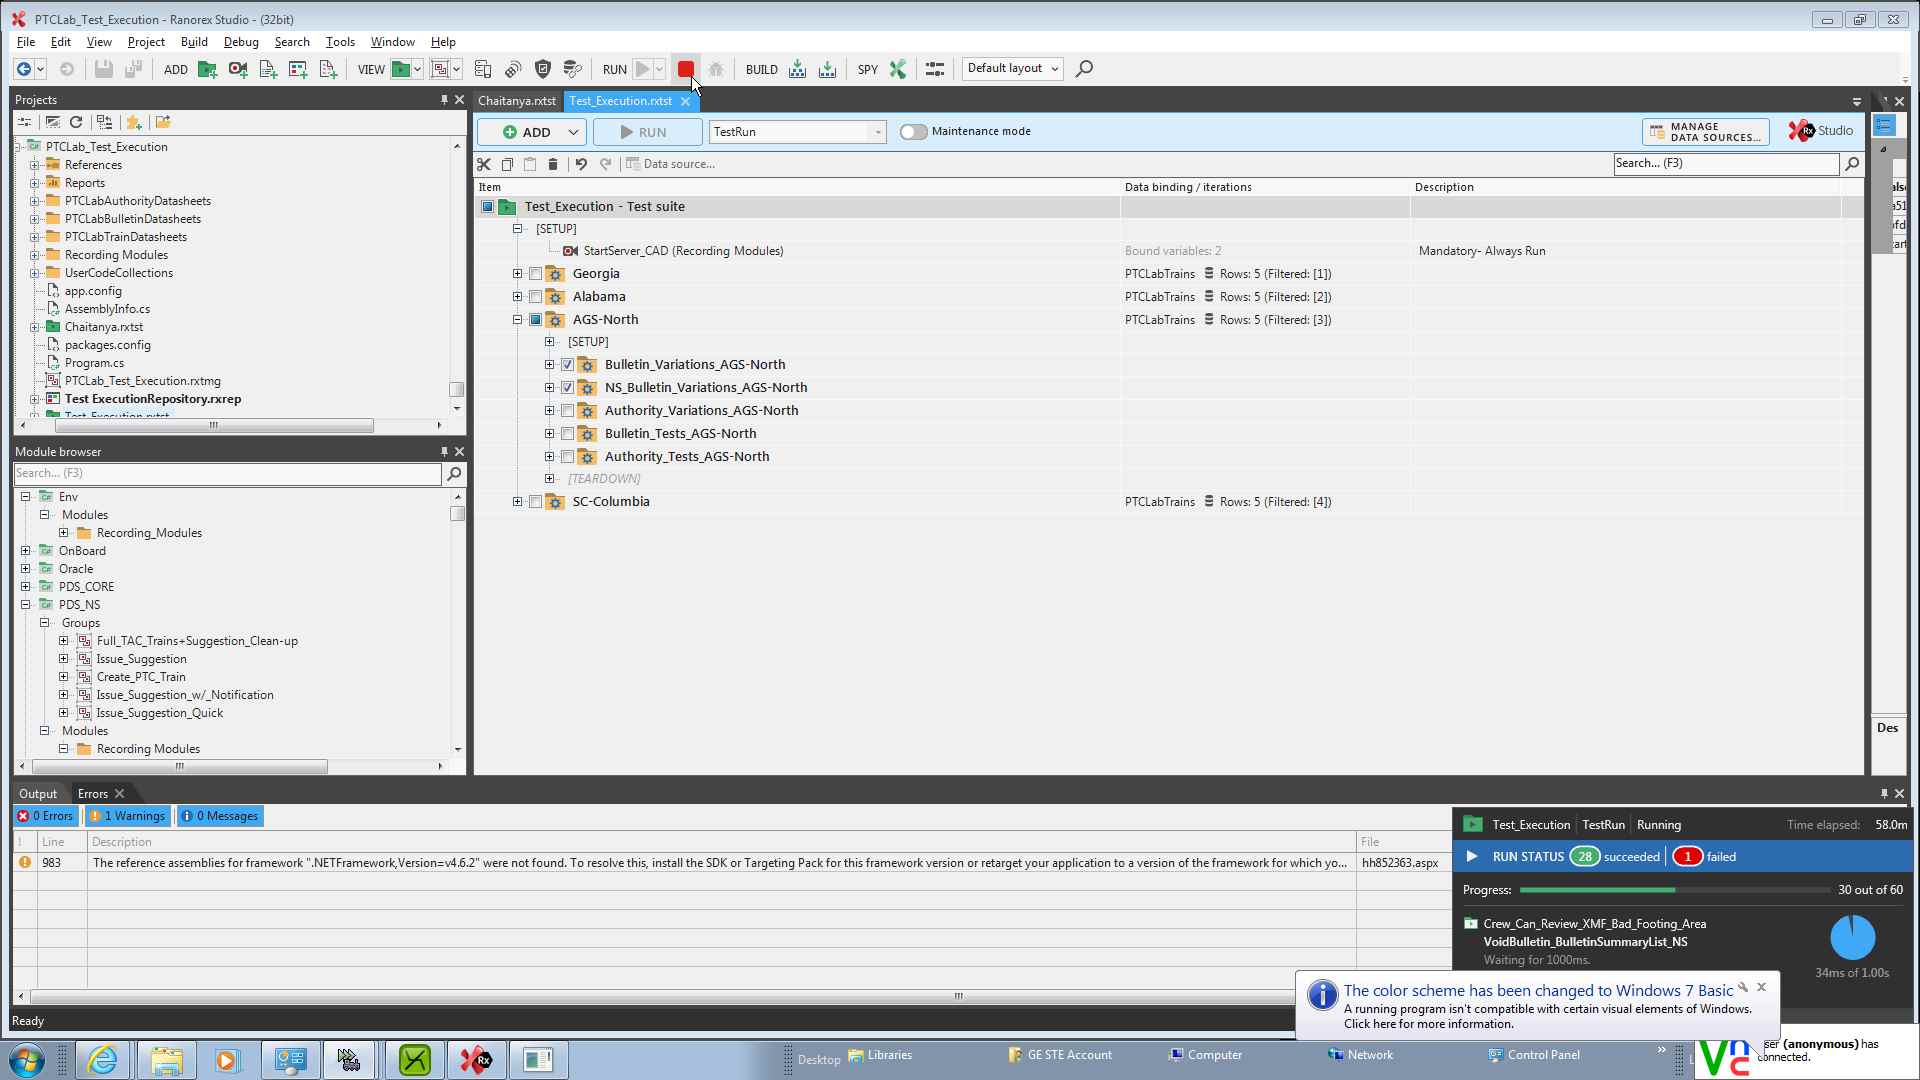 PTCLab_Test_Execution - Ranorex Studio - (32bit)
File Edit View Project Build Debug Search Tools Window Help
ADD VIEW RUN BUILD SPY Default layout
Projects
PTCLab_Test_Execution
References
Reports
PTCLabAuthorityDatasheets
PTCLabBulletinDatasheets
PTCLabTrainDatasheets
Recording Modules
UserCodeCollections
app.config
AssemblyInfo.cs
Chaitanya.rxtst
packages.config
Program.cs
PTCLab_Test_Execution.rxtmg
Test ExecutionRepository.rxrep
Test_Execution.rxtst
Module browser
Search... (F3)
Env
Modules
Recording_Modules
OnBoard
Oracle
PDS_CORE
PDS_NS
Groups
Full_TAC_Trains+Suggestion_Clean-up
Issue_Suggestion
Create_PTC_Train
Issue_Suggestion_w/_Notification
Issue_Suggestion_Quick
Modules
Recording Modules
Chaitanya.rxtst Test_Execution.rxtst
ADD RUN TestRun Maintenance mode MANAGE DATA SOURCES... Rx Studio
Data source... Search... (F3)
Item Data binding / iterations Description
Test_Execution - Test suite
[SETUP]
StartServer_CAD (Recording Modules) Bound variables: 2 Mandatory- Always Run
Georgia PTCLabTrains Rows: 5 (Filtered: [1])
Alabama PTCLabTrains Rows: 5 (Filtered: [2])
AGS-North PTCLabTrains Rows: 5 (Filtered: [3])
[SETUP]
Bulletin_Variations_AGS-North
NS_Bulletin_Variations_AGS-North
Authority_Variations_AGS-North
Bulletin_Tests_AGS-North
Authority_Tests_AGS-North
[TEARDOWN]
SC-Columbia PTCLabTrains Rows: 5 (Filtered: [4])
Des
Output Errors
0 Errors 1 Warnings 0 Messages
! Line Description File
983 The reference assemblies for framework ".NETFramework,Version=v4.6.2" were not found. To resolve this, install the SDK or Targeting Pack for this framework version or retarget your application to a version of the framework for which yo... hh852363.aspx
Test_Execution TestRun Running Time elapsed: 58.0m
RUN STATUS 28 succeeded 1 failed
Progress: 30 out of 60
Crew_Can_Review_XMF_Bad_Footing_Area
VoidBulletin_BulletinSummaryList_NS
Waiting for 1000ms.
34ms of 1.00s
The color scheme has been changed to Windows 7 Basic
A running program isn't compatible with certain visual elements of Windows.
Click here for more information.
Ready
Desktop Libraries GE STE Account Computer Network Control Panel
(anonymous) has
connected.